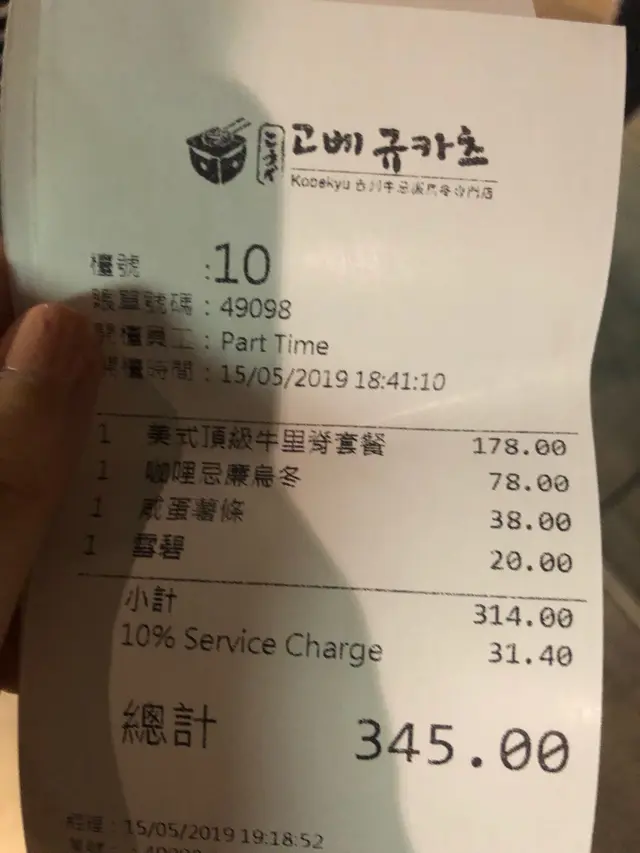 고베 규카츠
Kobekyu
檯號 :10
賬單號碼 : 49098
開檯員工 : Part Time
開檯時間 : 15/05/2019 18:41:10
1 美式頂級牛里脊套餐 178.00
1 咖哩忌廉烏冬 78.00
1 咸蛋薯條 38.00
1 雪碧 20.00
小計 314.00
10% Service Charge 31.40
總計 345.00
15/05/2019 19:18:52